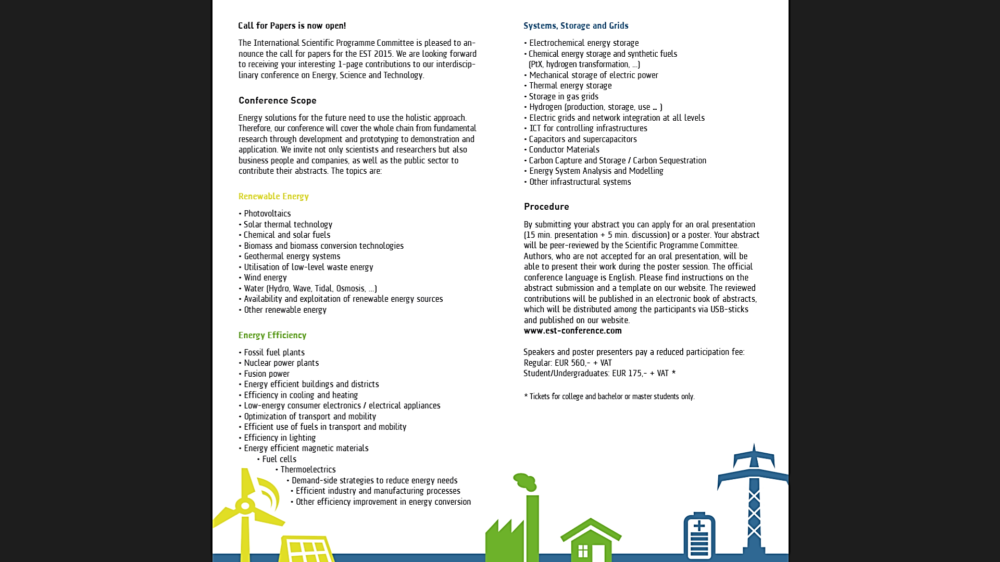 Call for Papers is now open!
The International Scientific Programme Committee is pleased to an-
nounce the call for papers for the EST 2015. We are looking forward
to receiving your interesting 1-page contributions to our interdiscip-
linary conference on Energy, Science and Technology.
Conference Scope
Energy solutions for the future need to use the holistic approach.
Therefore, our conference will cover the whole chain from fundamental
research through development and prototyping to demonstration and
application. We invite not only scientists and researchers but also
business people and companies, as well as the public sector to
contribute their abstracts. The topics are:
Renewable Energy
• Photovoltaics
• Solar thermal technology
• Chemical and solar fuels
• Biomass and biomass conversion technologies
• Geothermal energy systems
• Utilisation of low-level waste energy
• Wind energy
• Water (Hydro, Wave, Tidal, Osmosis, ...)
• Availability and exploitation of renewable energy sources
• Other renewable energy
Energy Efficiency
• Fossil fuel plants
• Nuclear power plants
• Fusion power
• Energy efficient buildings and districts
• Efficiency in cooling and heating
• Low-energy consumer electronics / electrical appliances
• Optimization of transport and mobility
• Efficient use of fuels in transport and mobility
• Efficiency in lighting
• Energy efficient magnetic materials
• Fuel cells
• Thermoelectrics
• Demand-side strategies to reduce energy needs
• Efficient industry and manufacturing processes
• Other efficiency improvement in energy conversion
Systems, Storage and Grids
• Electrochemical energy storage
• Chemical energy storage and synthetic fuels
(PtX, hydrogen transformation, ...)
• Mechanical storage of electric power
• Thermal energy storage
• Storage in gas grids
• Hydrogen (production, storage, use … )
• Electric grids and network integration at all levels
• ICT for controlling infrastructures
• Capacitors and supercapacitors
• Conductor Materials
• Carbon Capture and Storage / Carbon Sequestration
• Energy System Analysis and Modelling
• Other infrastructural systems
Procedure
By submitting your abstract you can apply for an oral presentation
(15 min. presentation + 5 min. discussion) or a poster. Your abstract
will be peer-reviewed by the Scientific Programme Committee.
Authors, who are not accepted for an oral presentation, will be
able to present their work during the poster session. The official
conference language is English. Please find instructions on the
abstract submission and a template on our website. The reviewed
contributions will be published in an electronic book of abstracts,
which will be distributed among the participants via USB-sticks
and published on our website.
www.est-conference.com
Speakers and poster presenters pay a reduced participation fee:
Regular: EUR 560,- + VAT
Student/Undergraduates: EUR 175,- + VAT *
* Tickets for college and bachelor or master students only.